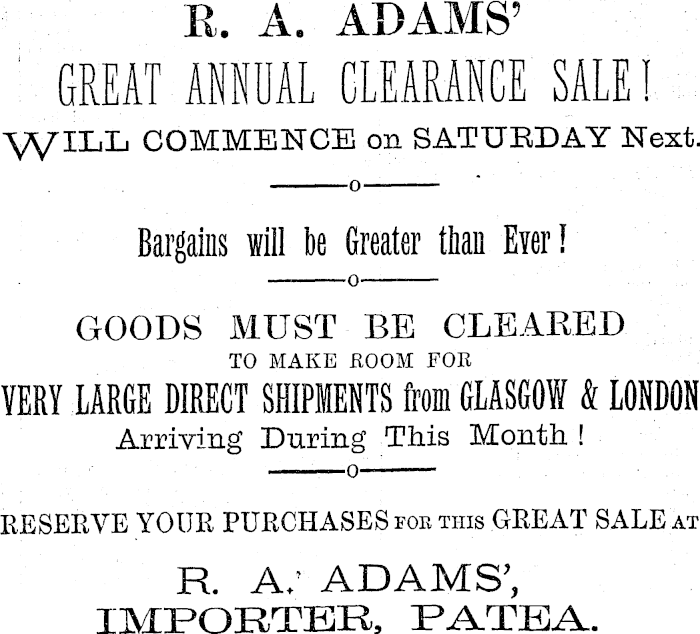 R. A. ADAMS'
GREAT ANNUAL CLEARANCE SALE!
WILL COMMENCE on SATURDAY Next.
o
Bargains will be Greater than Ever!
o
GOODS MUST BE CLEARED
TO MAKE ROOM FOR
VERY LARGE DIRECT SHIPMENTS from GLASGOW & LONDON
Arriving During This Month!
o
RESERVE YOUR PURCHASES FOR THIS GREAT SALE AT
R. A. ADAMS',
IMPORTER, PATEA.